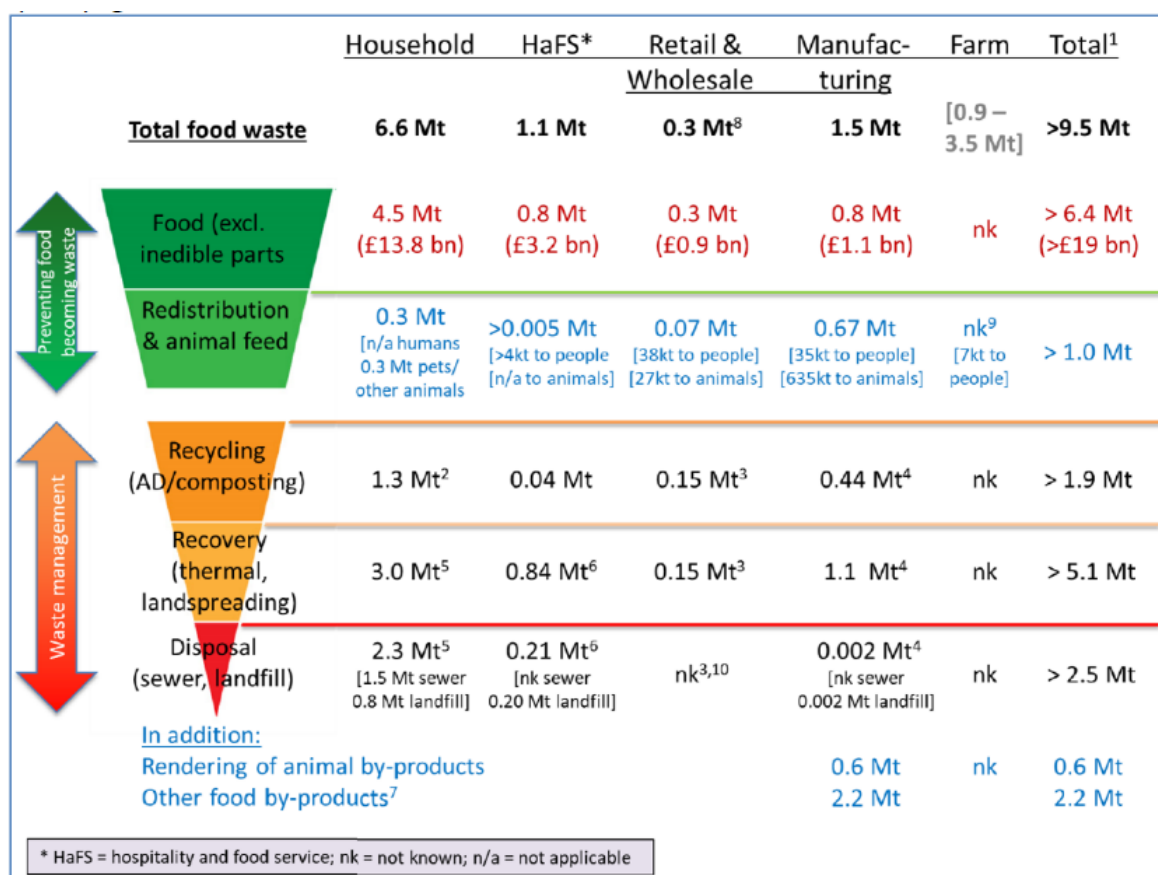 Household HaFS* Retail & Manufac- Farm Total¹
Wholesale turing
Total food waste 6.6 Mt 1.1 Mt 0.3 Mt⁸ 1.5 Mt [0.9 – 3.5 Mt] >9.5 Mt
Preventing food becoming waste
Food (excl. inedible parts
4.5 Mt (£13.8 bn)
0.8 Mt (£3.2 bn)
0.3 Mt (£0.9 bn)
0.8 Mt (£1.1 bn)
nk
> 6.4 Mt (>£19 bn)
Redistribution & animal feed
0.3 Mt [n/a humans 0.3 Mt pets/ other animals
>0.005 Mt [>4kt to people [n/a to animals]
0.07 Mt [38kt to people] [27kt to animals]
0.67 Mt [35kt to people] [635kt to animals]
nk⁹ [7kt to people]
> 1.0 Mt
Waste management
Recycling (AD/composting)
1.3 Mt² 0.04 Mt 0.15 Mt³ 0.44 Mt⁴ nk > 1.9 Mt
Recovery (thermal, landspreading)
3.0 Mt⁵ 0.84 Mt⁶ 0.15 Mt³ 1.1 Mt⁴ nk > 5.1 Mt
Disposal (sewer, landfill)
2.3 Mt⁵ [1.5 Mt sewer 0.8 Mt landfill]
0.21 Mt⁶ [nk sewer 0.20 Mt landfill]
nk³,¹⁰
0.002 Mt⁴ [nk sewer 0.002 Mt landfill]
nk
> 2.5 Mt
In addition:
Rendering of animal by-products 0.6 Mt nk 0.6 Mt
Other food by-products⁷ 2.2 Mt 2.2 Mt
* HaFS = hospitality and food service; nk = not known; n/a = not applicable